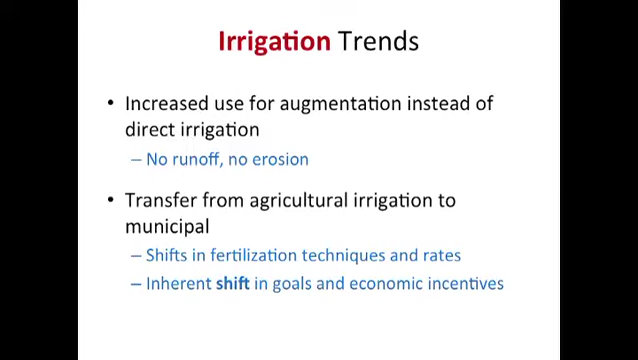 Irrigation Trends
• Increased use for augmentation instead of
direct irrigation
– No runoff, no erosion
• Transfer from agricultural irrigation to
municipal
– Shifts in fertilization techniques and rates
– Inherent shift in goals and economic incentives